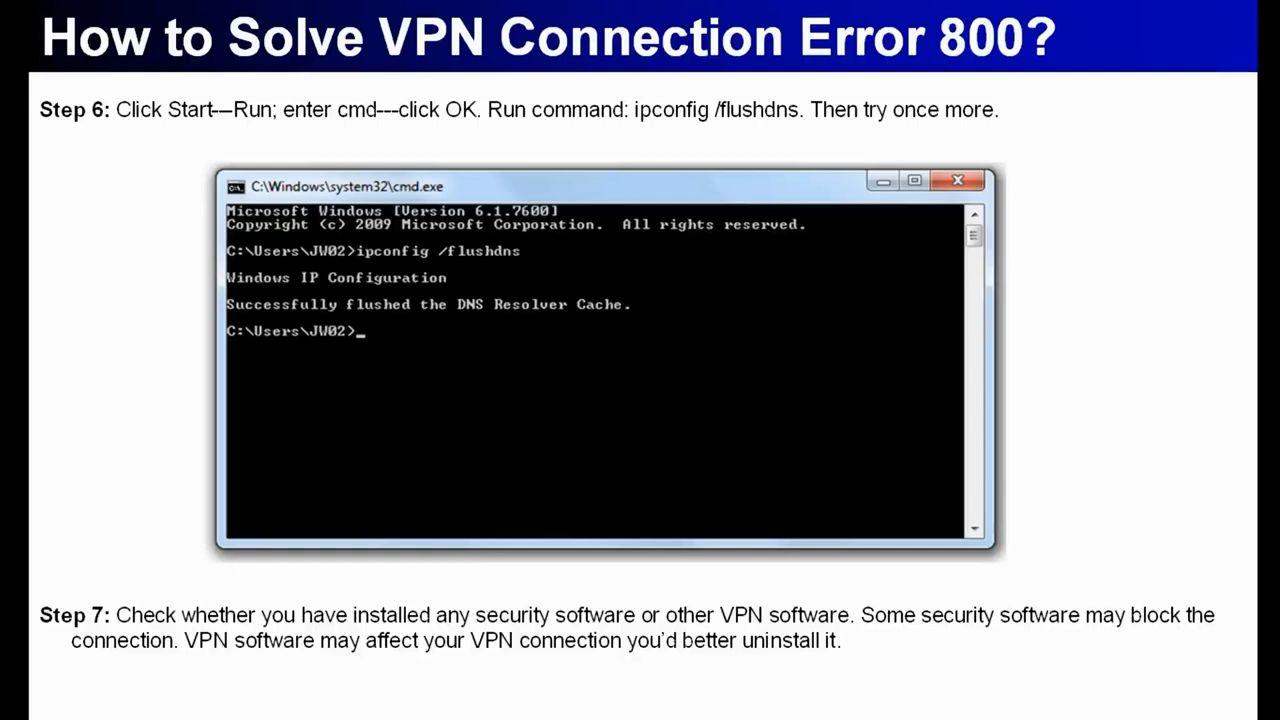 How to Solve VPN Connection Error 800?
Step 6: Click Start---Run; enter cmd---click OK. Run command: ipconfig /flushdns. Then try once more.
C:\Windows\system32\cmd.exe
Microsoft Windows [Version 6.1.7600]
Copyright (c) 2009 Microsoft Corporation.  All rights reserved.
C:\Users\JW02>ipconfig /flushdns
Windows IP Configuration
Successfully flushed the DNS Resolver Cache.
C:\Users\JW02>_
Step 7: Check whether you have installed any security software or other VPN software. Some security software may block the
connection. VPN software may affect your VPN connection you’d better uninstall it.